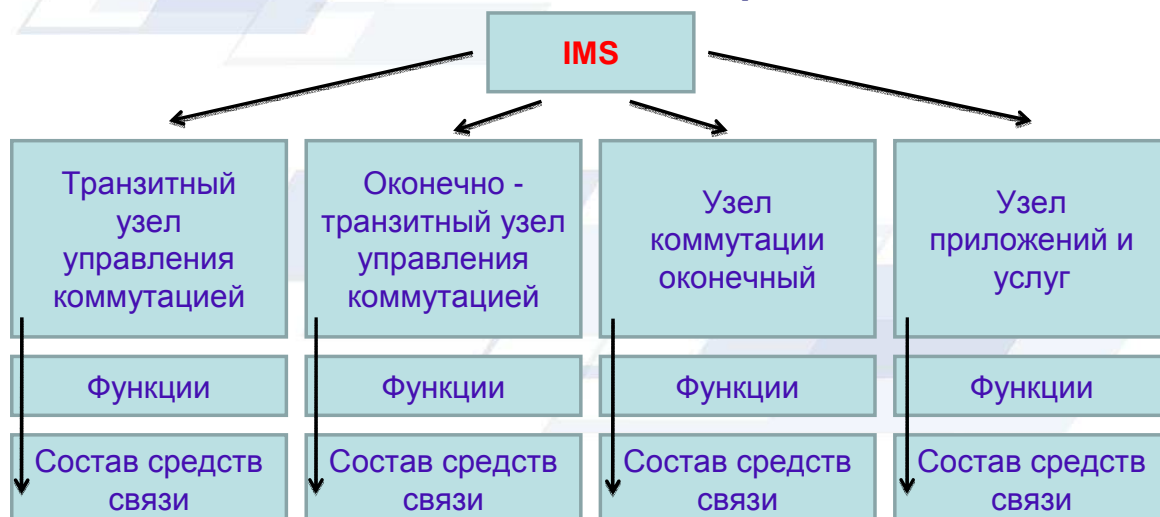 IMS
Транзитный
узел
управления
коммутацией
Оконечно -
транзитный узел
управления
коммутацией
Узел
коммутации
оконечный
Узел
приложений и
услуг
Функции
Функции
Функции
Функции
Состав средств
связи
Состав средств
связи
Состав средств
связи
Состав средств
связи